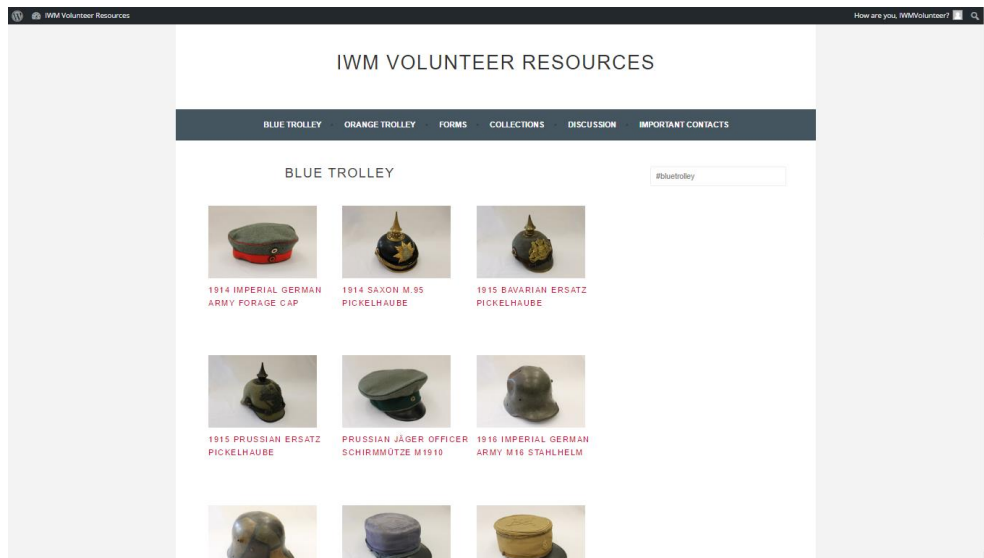 IWM Volunteer Resources
How are you, IWMVolunteer?
IWM VOLUNTEER RESOURCES
BLUE TROLLEY ORANGE TROLLEY FORMS COLLECTIONS DISCUSSION IMPORTANT CONTACTS
BLUE TROLLEY
#bluetrolley
1914 IMPERIAL GERMAN
ARMY FORAGE CAP
1914 SAXON M.95
PICKELHAUBE
1915 BAVARIAN ERSATZ
PICKELHAUBE
1915 PRUSSIAN ERSATZ
PICKELHAUBE
PRUSSIAN JÄGER OFFICER
SCHIRMMÜTZE M1910
1916 IMPERIAL GERMAN
ARMY M16 STAHLHELM